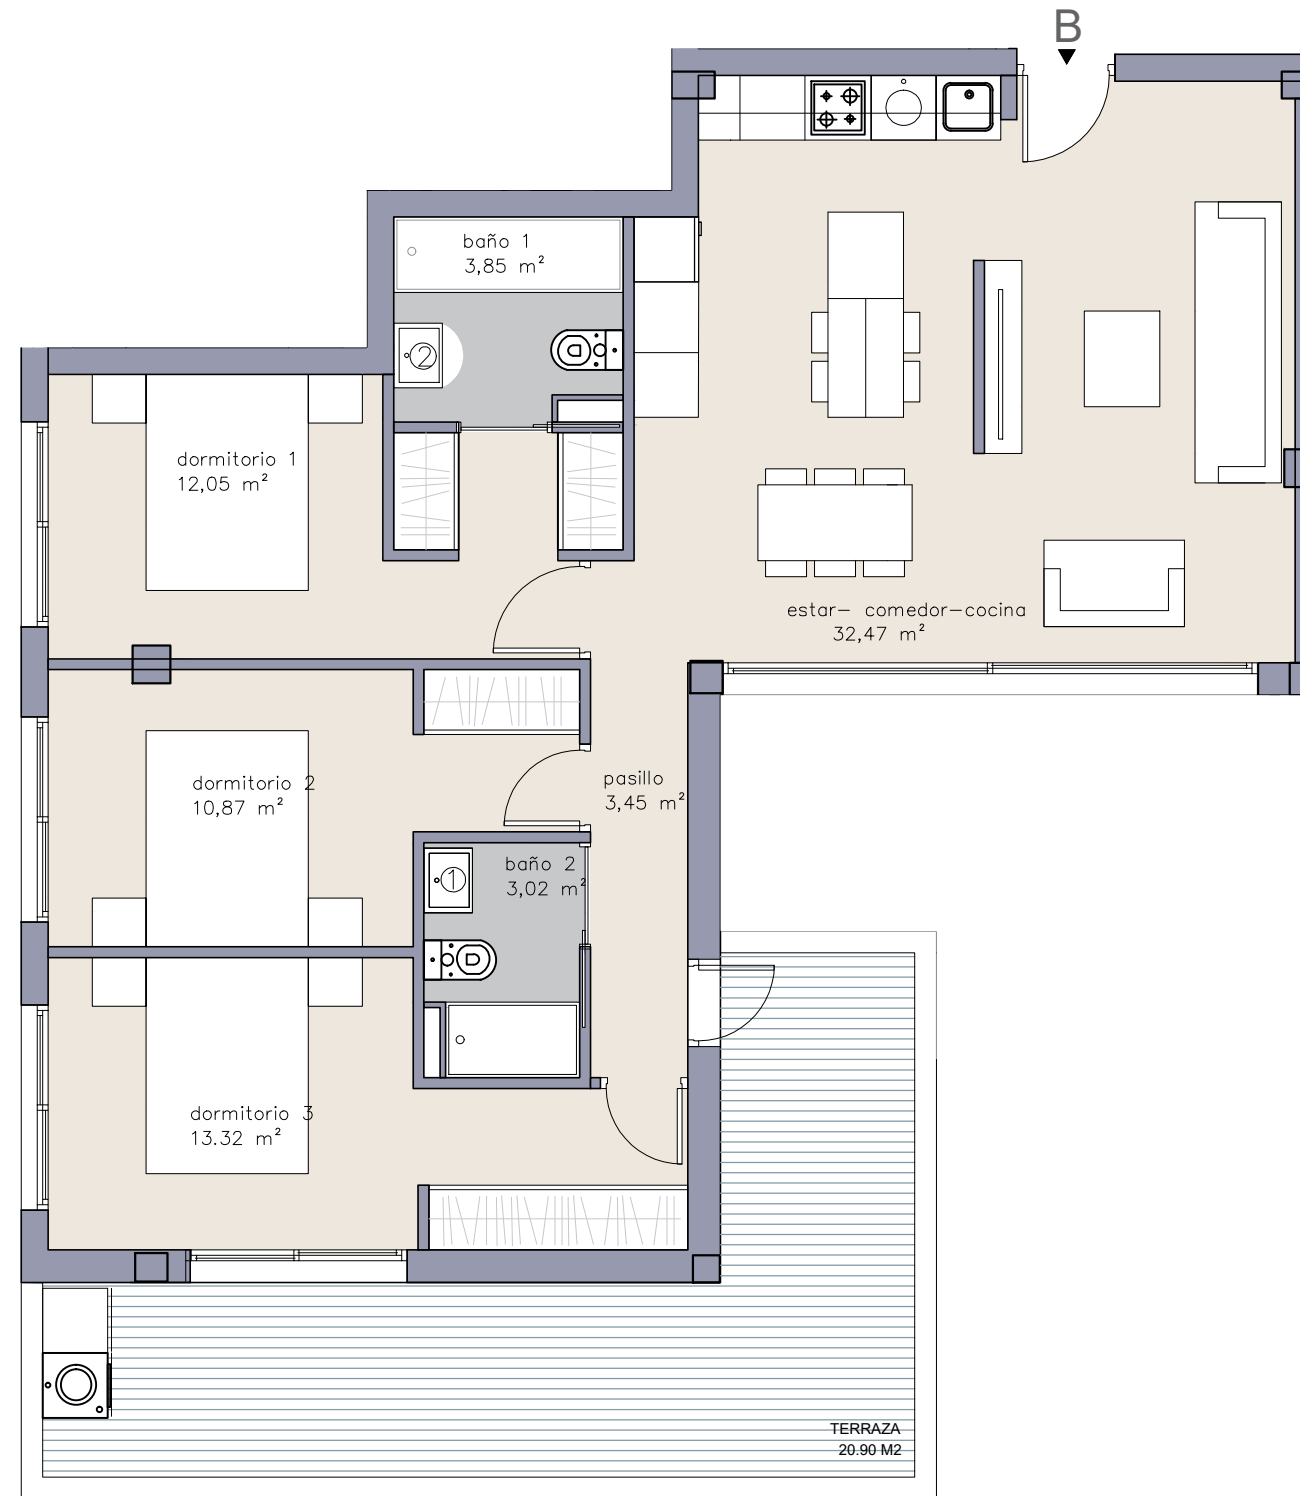 B
baño 1
3,85 m²
2
dormitorio 1
12,05 m²
estar- comedor-cocina
32,47 m²
dormitorio 2
10,87 m²
pasillo
3,45 m²
baño 2
3,02 m²
1
dormitorio 3
13.32 m²
TERRAZA
20.90 M2